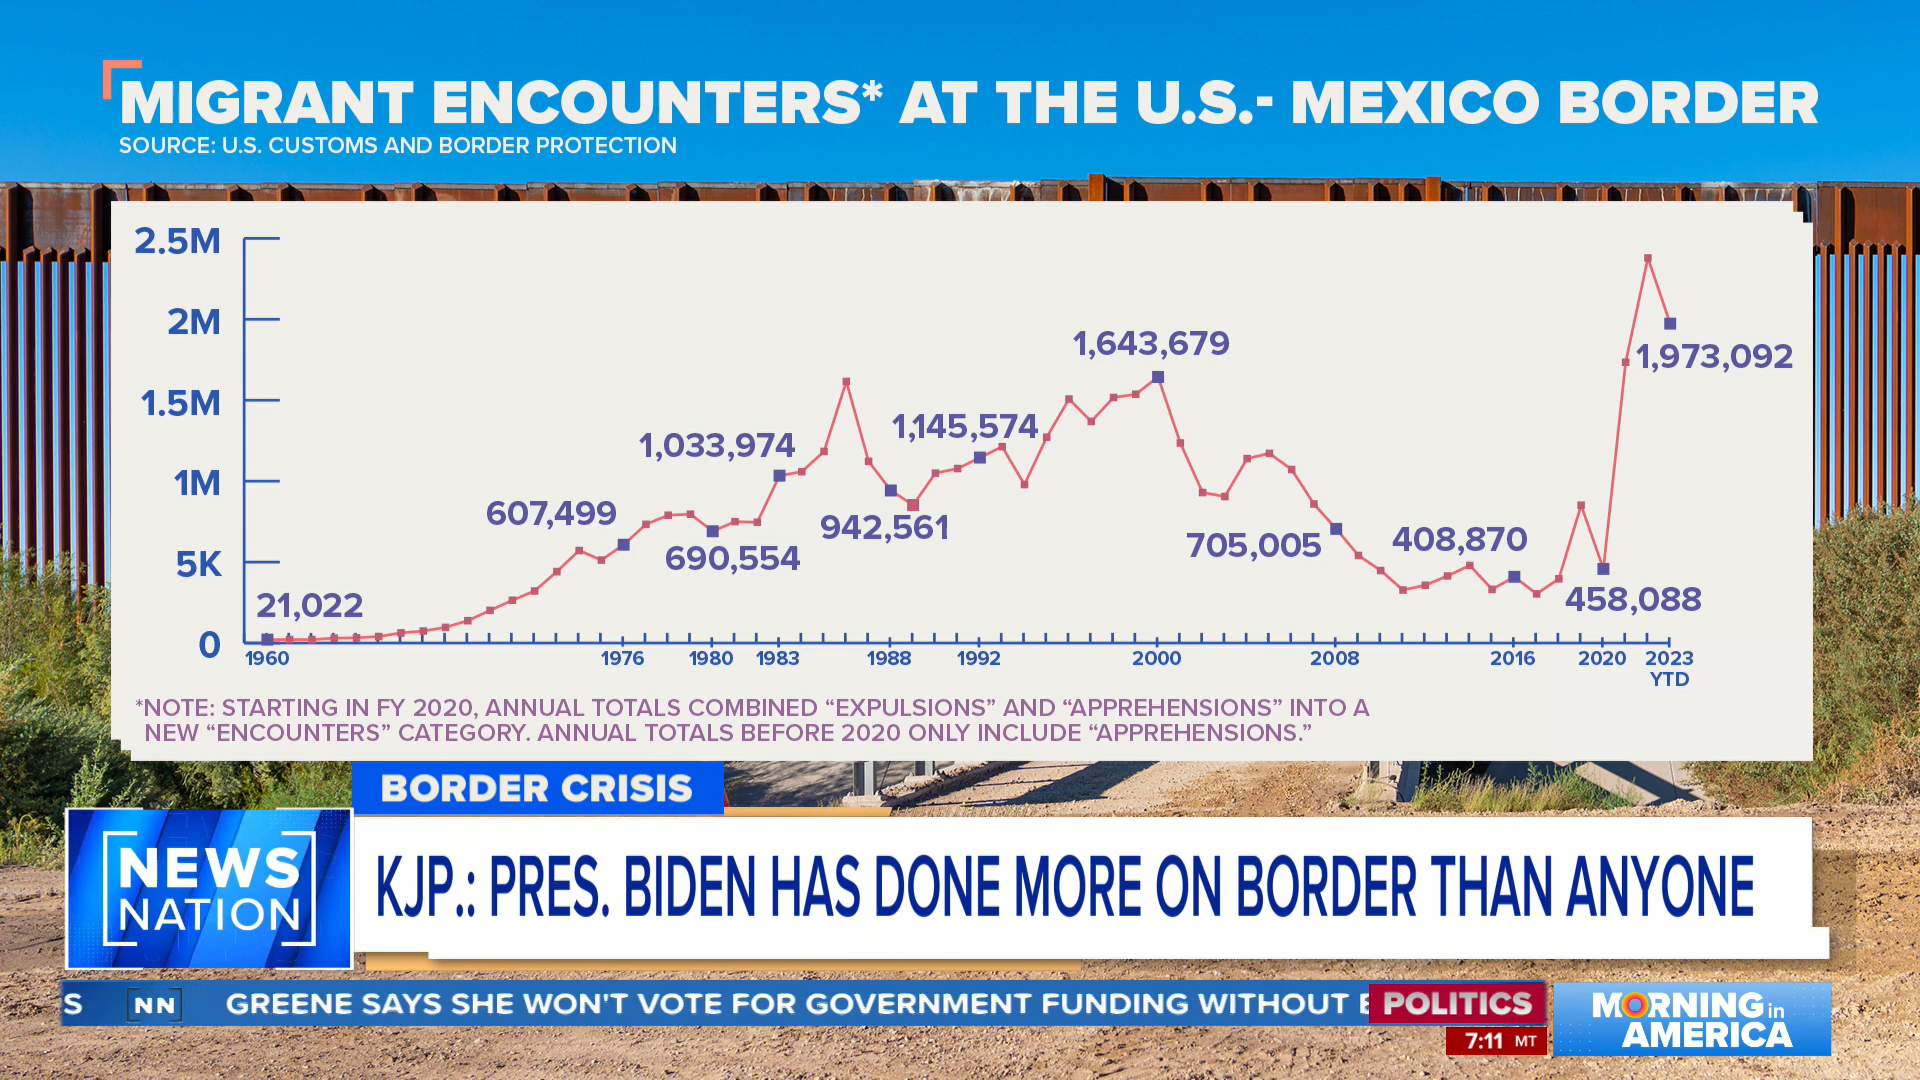 MIGRANT ENCOUNTERS* AT THE U.S.- MEXICO BORDER
SOURCE: U.S. CUSTOMS AND BORDER PROTECTION
2.5M
2M
1.5M
1M
5K
0
21,022
607,499
690,554
1,033,974
942,561
1,145,574
1,643,679
705,005
408,870
458,088
1,973,092
1960 1976 1980 1983 1988 1992 2000 2008 2016 2020 2023
YTD
*NOTE: STARTING IN FY 2020, ANNUAL TOTALS COMBINED “EXPULSIONS” AND “APPREHENSIONS” INTO A
NEW “ENCOUNTERS” CATEGORY. ANNUAL TOTALS BEFORE 2020 ONLY INCLUDE “APPREHENSIONS.”
BORDER CRISIS
NEWS
NATION
KJP.: PRES. BIDEN HAS DONE MORE ON BORDER THAN ANYONE
S NN GREENE SAYS SHE WON'T VOTE FOR GOVERNMENT FUNDING WITHOUT
POLITICS
7:11 MT
MORNING in
AMERICA